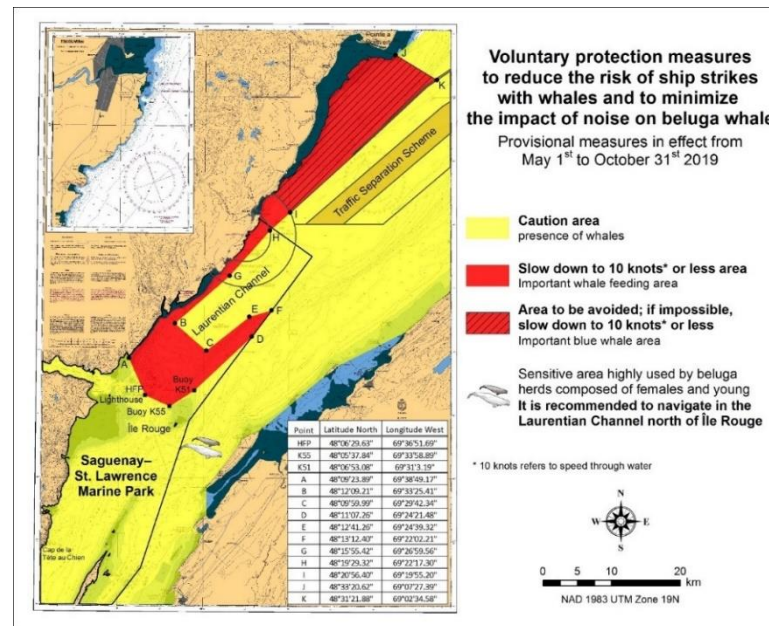 Voluntary protection measures
to reduce the risk of ship strikes
with whales and to minimize
the impact of noise on beluga whale
Provisional measures in effect from
May 1st to October 31st 2019
Caution area
presence of whales
Slow down to 10 knots* or less area
Important whale feeding area
Area to be avoided; if impossible,
slow down to 10 knots* or less
Important blue whale area
Sensitive area highly used by beluga
herds composed of females and young
It is recommended to navigate in the
Laurentian Channel north of Île Rouge
* 10 knots refers to speed through water
N
W E
S
0 5 10 20
km
NAD 1983 UTM Zone 19N
J
K
Traffic Separation Scheme
I
H
G
Laurentian Channel
E
F
B
D
C
A
Buoy
K51
HFP
Lighthouse
Buoy K55
Île Rouge
Saguenay–
St. Lawrence
Marine Park
Cap de la
Tête au Chien
Point Latitude North Longitude West
HFP 48°06'29.63" 69°36'51.69"
K55 48°05'37.84" 69°33'58.89"
K51 48°06'53.08" 69°31'3.19"
A 48°09'23.89" 69°38'49.17"
B 48°12'09.21" 69°33'25.41"
C 48°09'59.99" 69°29'42.34"
D 48°11'07.26" 69°24'21.48"
E 48°12'41.26" 69°24'39.32"
F 48°13'12.40" 69°22'02.21"
G 48°15'55.42" 69°26'59.56"
H 48°19'29.32" 69°22'17.30"
I 48°20'56.40" 69°19'55.20"
J 48°33'20.62" 69°07'27.39"
K 48°31'21.88" 69°02'34.58"